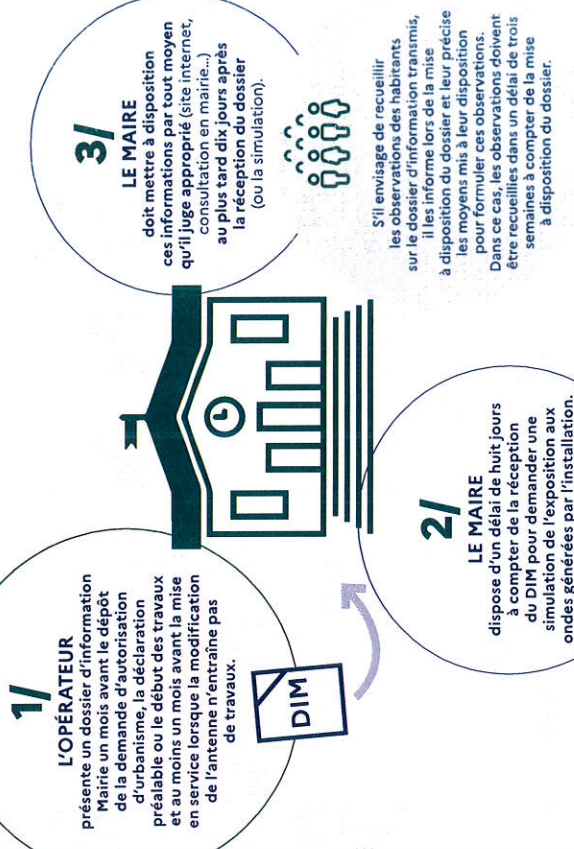 1/
L'OPÉRATEUR
présente un dossier d'information
Mairie un mois avant le dépôt
de la demande d'autorisation
d'urbanisme, la déclaration
préalable ou le début des travaux
et au moins un mois avant la mise
en service lorsque la modification
de l'antenne n'entraîne pas
de travaux.
DIM
2/
LE MAIRE
dispose d'un délai de huit jours
à compter de la réception
du DIM pour demander une
simulation de l'exposition aux
ondes générées par l'installation.
3/
LE MAIRE
doit mettre à disposition
ces informations par tout moyen
qu'il juge approprié (site internet,
consultation en mairie...)
au plus tard dix jours après
la réception du dossier
(ou la simulation).
S'il envisage de recueillir
les observations des habitants
sur le dossier d'information transmis,
il les informe lors de la mise
à disposition du dossier et leur précise
les moyens mis à leur disposition
pour formuler ces observations.
Dans ce cas, les observations doivent
être recueillies dans un délai de trois
semaines à compter de la mise
à disposition du dossier.